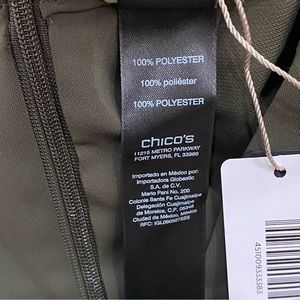 100% POLYESTER
100% poliéster
100% POLYESTER
chico's
11215 METRO PARKWAY
FORT MYERS, FL 33966
Importado en México por:
Importadora Globastic
S.A. de C.V.
Mario Pani No. 200
Colonia Santa Fe Cuajimalpa
Delegación Cuajimalpa
de Morelos, C.P. 05348
Ciudad de México, México